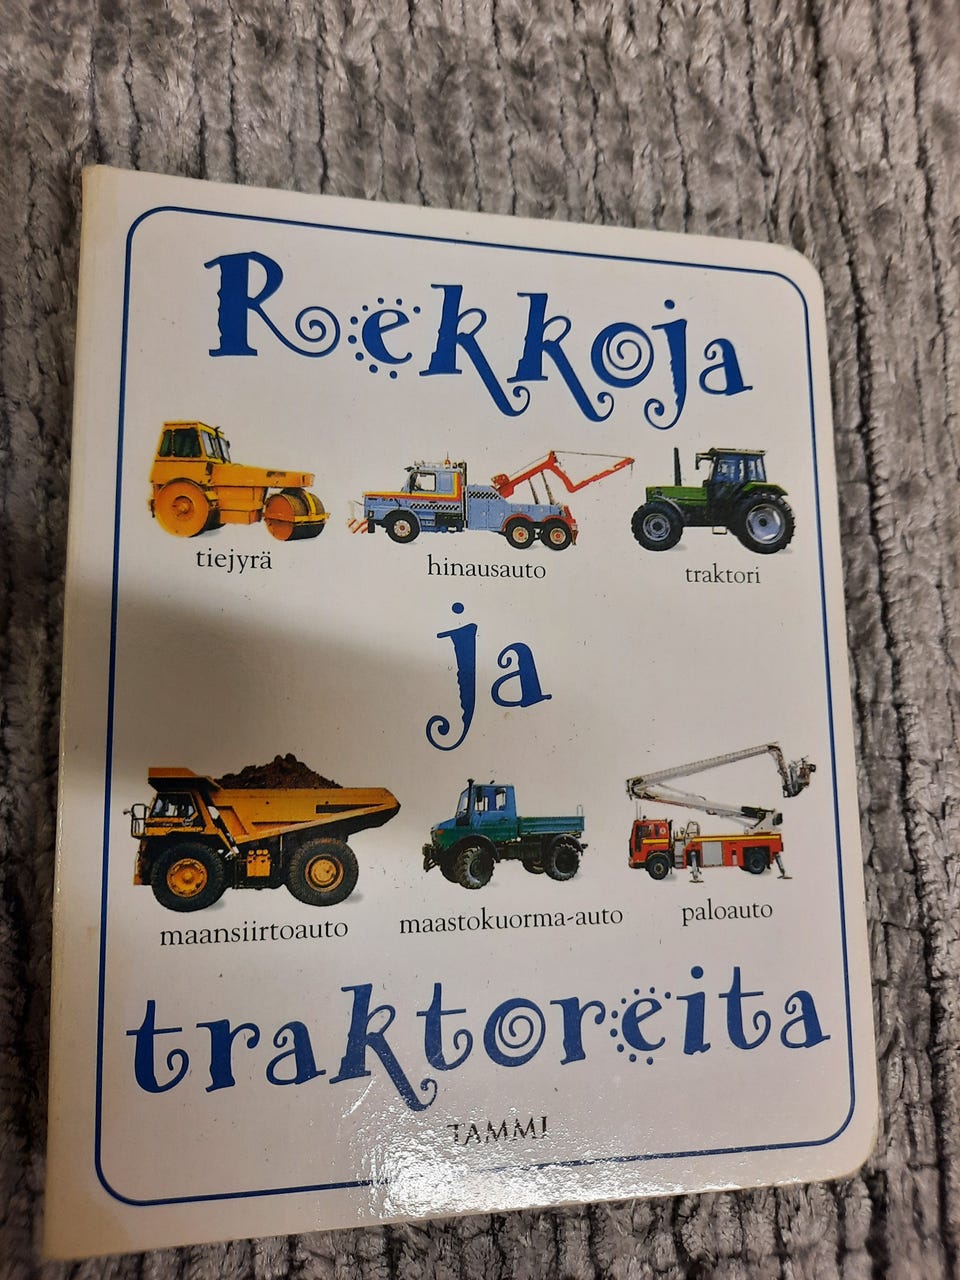 Rekkoja
tiejyrä
hinausauto
traktori
ja
maansiirtoauto
maastokuorma-auto
paloauto
traktoreita
TAMMI